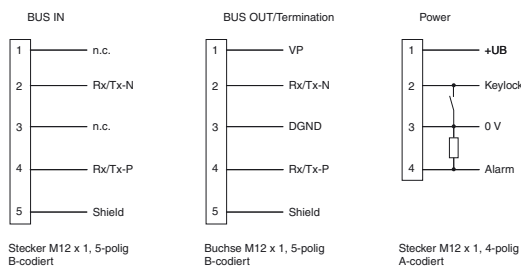 BUS IN
1 n.c.
2 Rx/Tx-N
3 n.c.
4 Rx/Tx-P
5 Shield
Stecker M12 x 1, 5-polig
B-codiert
BUS OUT/Termination
1 VP
2 Rx/Tx-N
3 DGND
4 Rx/Tx-P
5 Shield
Buchse M12 x 1, 5-polig
B-codiert
Power
1 +UB
2 Keylock
3 0 V
4 Alarm
Stecker M12 x 1, 4-polig
A-codiert